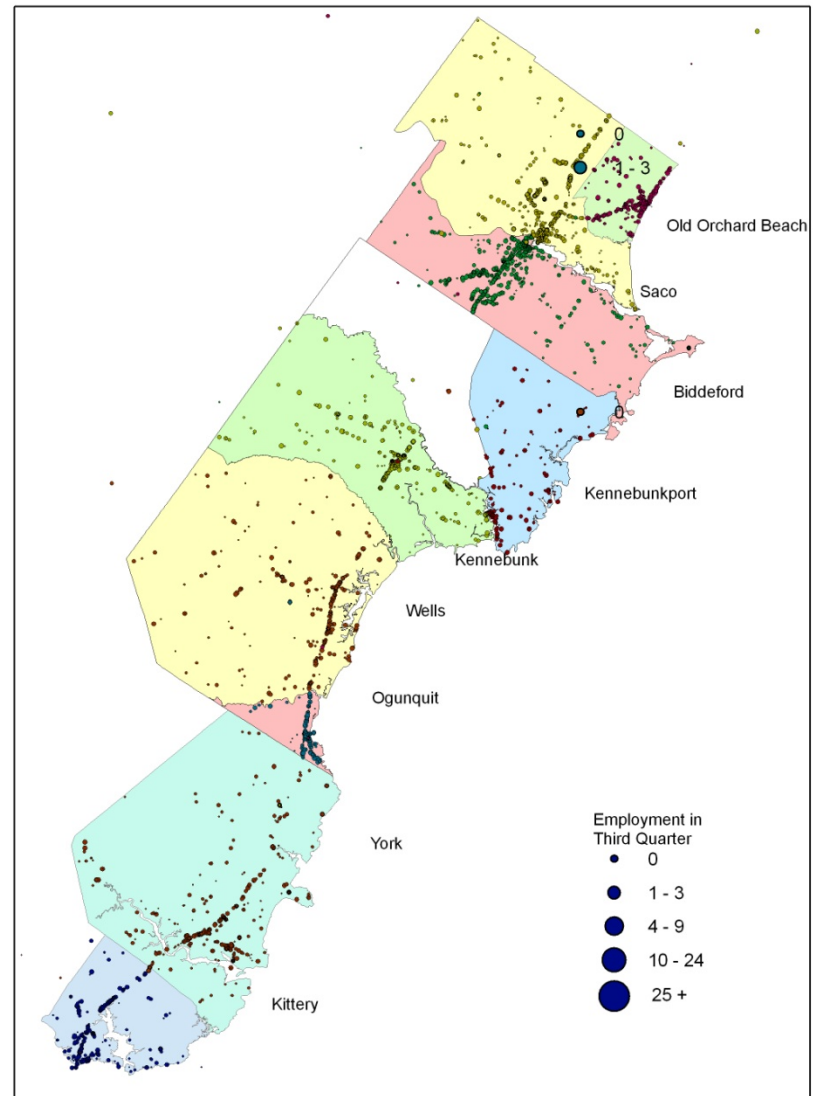 0
1 - 3
Old Orchard Beach
Saco
Biddeford
0
Kennebunkport
Kennebunk
Wells
Ogunquit
York
Employment in
Third Quarter
0
1 - 3
4 - 9
10 - 24
25 +
Kittery